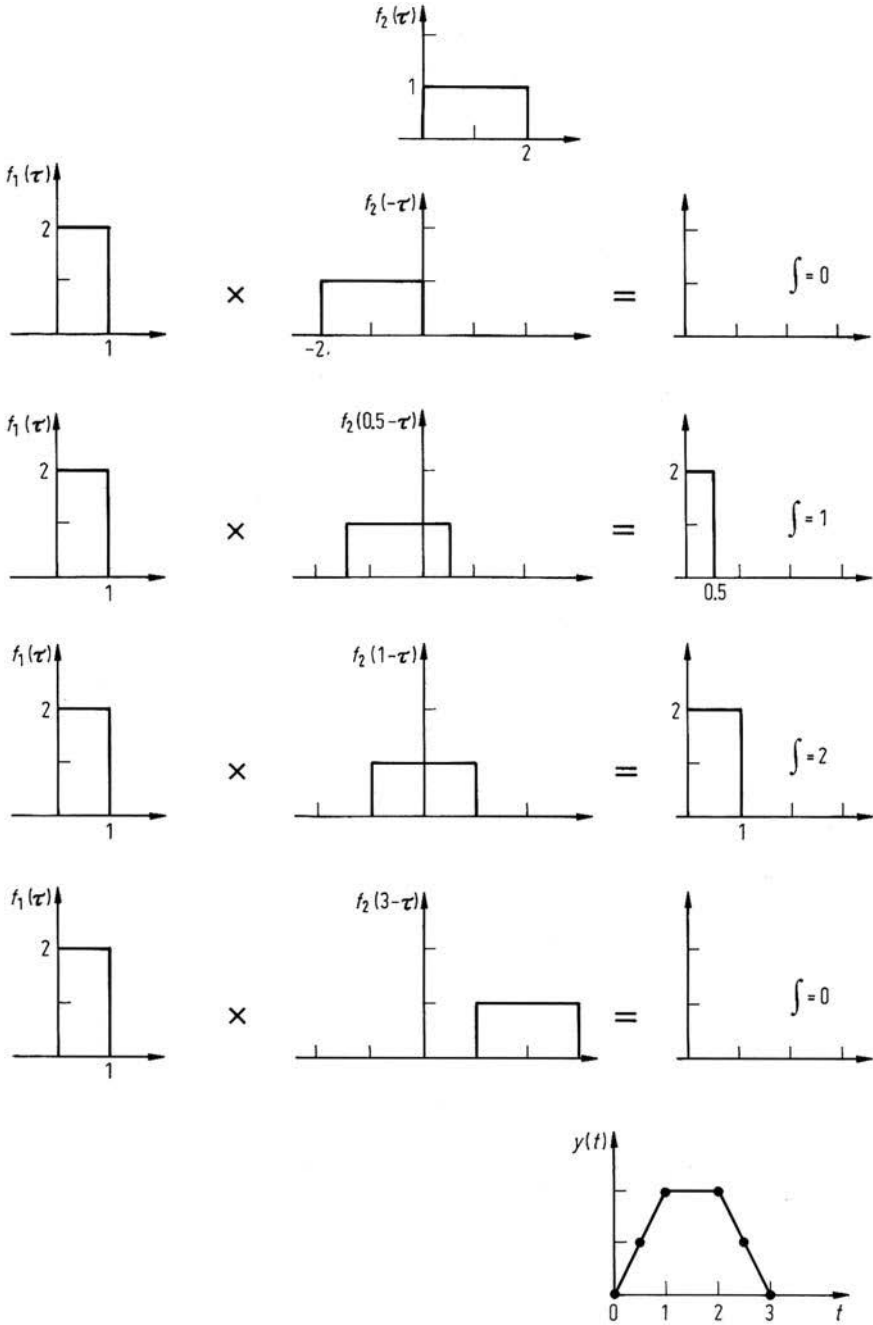 f₂(τ)
1
2
f₁(τ)
f₂(-τ)
2
×
=
∫ = 0
1
-2.
f₁(τ)
f₂(0.5-τ)
2
2
×
=
∫ = 1
1
0.5
f₁(τ)
f₂(1-τ)
2
2
×
=
∫ = 2
1
1
f₁(τ)
f₂(3-τ)
2
×
=
∫ = 0
1
y(t)
0 1 2 3 t